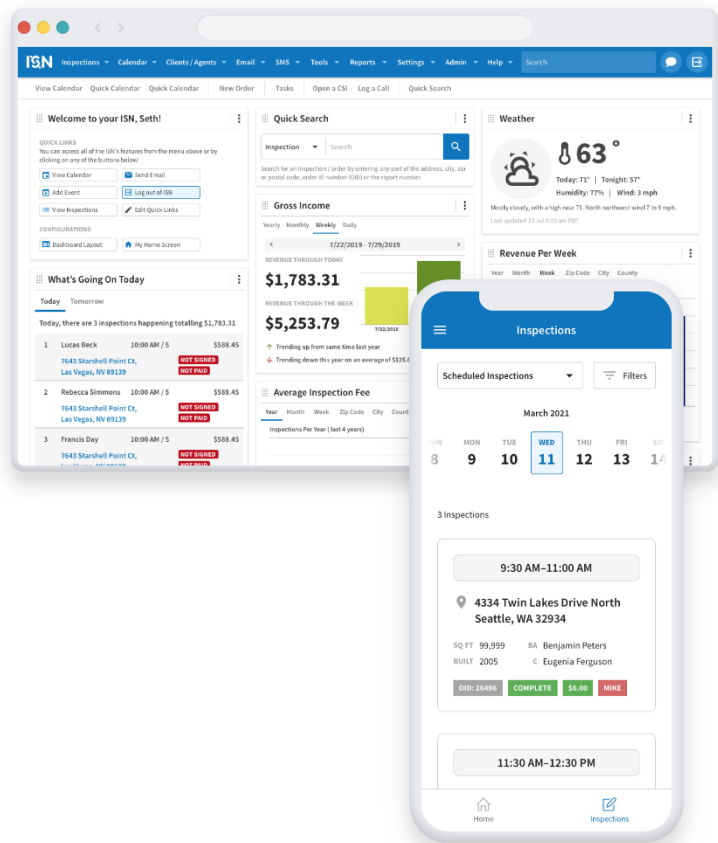 ISN Inspections Calendar Clients / Agents Email SMS Tools Reports Settings Admin Help Search
View Calendar Quick Calendar Quick Calendar New Order Tasks Open a CSI Log a Call Quick Search
Welcome to your ISN, Seth!
QUICK LINKS
You can access all of the ISN's features from the menu above or by
clicking on any of the buttons below!
View Calendar Send Email
Add Event Log out of ISN
View Inspections Edit Quick Links
CONFIGURATIONS
Dashboard Layout My Home Screen
What's Going On Today
Today Tomorrow
Today, there are 3 inspections happening totalling $1,783.31
1 Lucas Beck 10:00 AM / 5 $588.45
7643 Starshell Point Ct, NOT SIGNED
Las Vegas, NV 89139 NOT PAID
2 Rebecca Simmons 10:00 AM / 5 $588.45
7643 Starshell Point Ct, NOT SIGNED
Las Vegas, NV 89139 NOT PAID
3 Francis Day 10:00 AM / 5 $588.45
7643 Starshell Point Ct, NOT SIGNED
Las Vegas, NV 89139 NOT PAID
Quick Search
Inspection Search
Search for an inspection / order by entering any part of the address, city, zip
or postal code, order ID number (OID) or the report number.
Gross Income
Yearly Monthly Weekly Daily
7/22/2019 - 7/29/2019
REVENUE THROUGH TODAY
$1,783.31
REVENUE THROUGH THE WEEK
$5,253.79
7/22/2018
Trending up from same time last year
Trending down this year on an average of $125.
Average Inspection Fee
Year Month Week Zip Code City
Inspections Per Year ( last 4 years)
Weather
63°
Today: 71° | Tonight: 57°
Humidity: 77% | Wind: 3 mph
Mostly cloudy, with a high near 71. North northwest wind 7 to 9 mph.
Last updated 23 Jul 8:20 am PDT
Revenue Per Week
Year Month Week Zip Code City County
Inspections
Scheduled Inspections Filters
March 2021
SUN MON TUE WED THU FRI
8 9 10 11 12 13 14
3 Inspections
9:30 AM–11:00 AM
4334 Twin Lakes Drive North
Seattle, WA 32934
SQ FT 99,999 BA Benjamin Peters
BUILT 2005 C Eugenia Ferguson
OID: 26496 COMPLETE $0.00 MIKE
11:30 AM–12:30 PM
Home Inspections